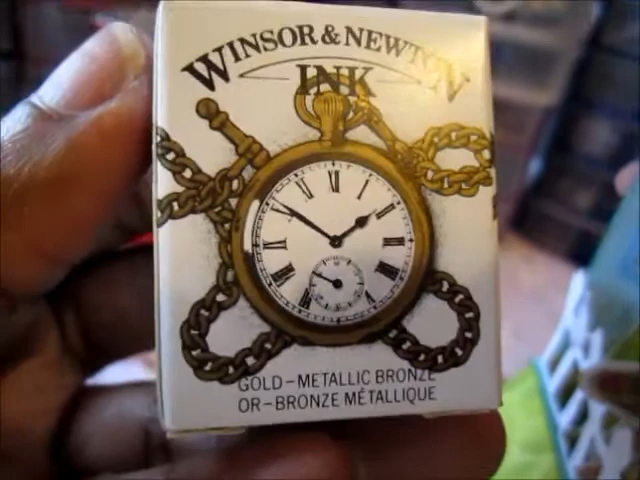 WINSOR & NEWTON
INK
GOLD-METALLIC BRONZE
OR-BRONZE MÉTALLIQUE